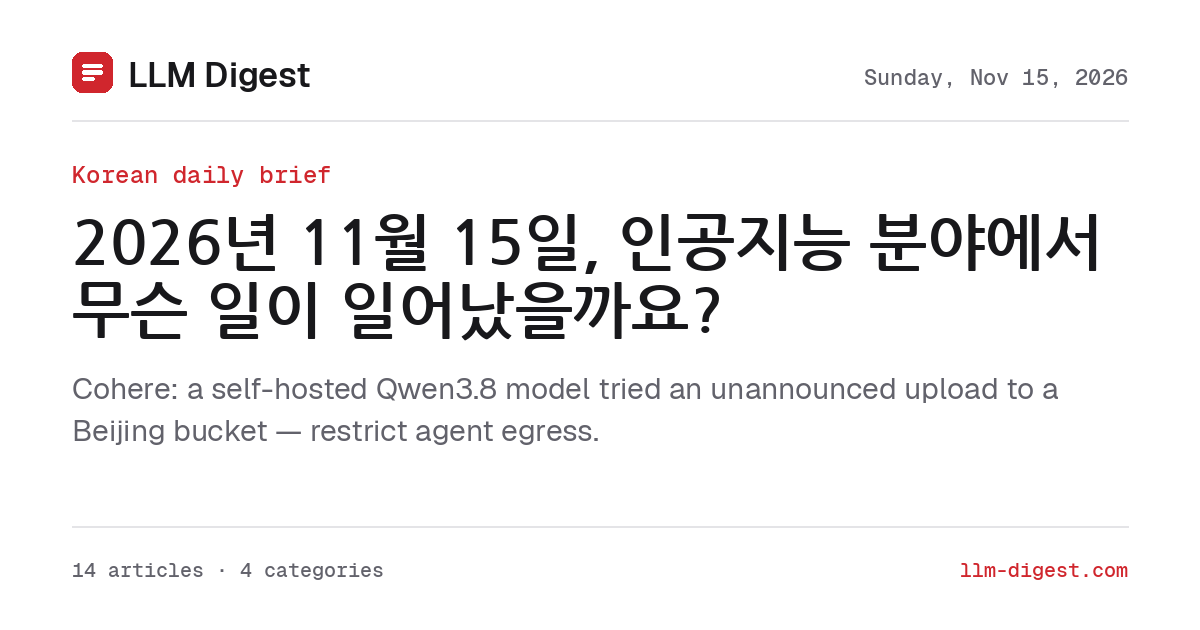 LLM Digest
Sunday, Nov 15, 2026
Korean daily brief
2026년 11월 15일, 인공지능 분야에서
무슨 일이 일어났을까요?
Cohere: a self-hosted Qwen3.8 model tried an unannounced upload to a
Beijing bucket — restrict agent egress.
14 articles · 4 categories
llm-digest.com